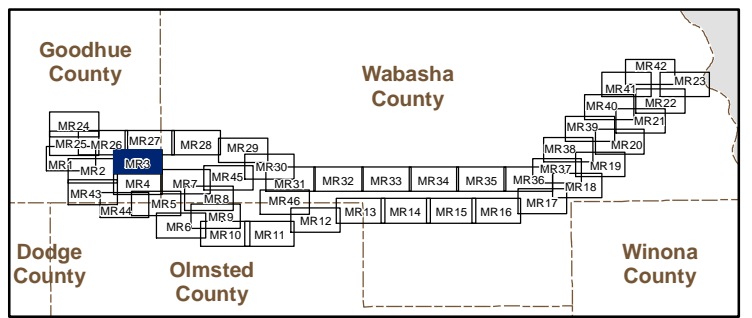 Goodhue
County
Wabasha
County
MR42
MR41
MR23
MR22
MR40
MR21
MR39
MR20
MR24
MR38
MR25
MR26
MR27
MR28
MR29
MR1
MR2
MR3
MR30
MR37
MR19
MR4
MR7
MR45
MR31
MR32
MR33
MR34
MR35
MR36
MR18
MR43
MR44
MR5
MR8
MR46
MR17
MR6
MR9
MR12
MR13
MR14
MR15
MR16
MR10
MR11
Dodge
County
Olmsted
County
Winona
County